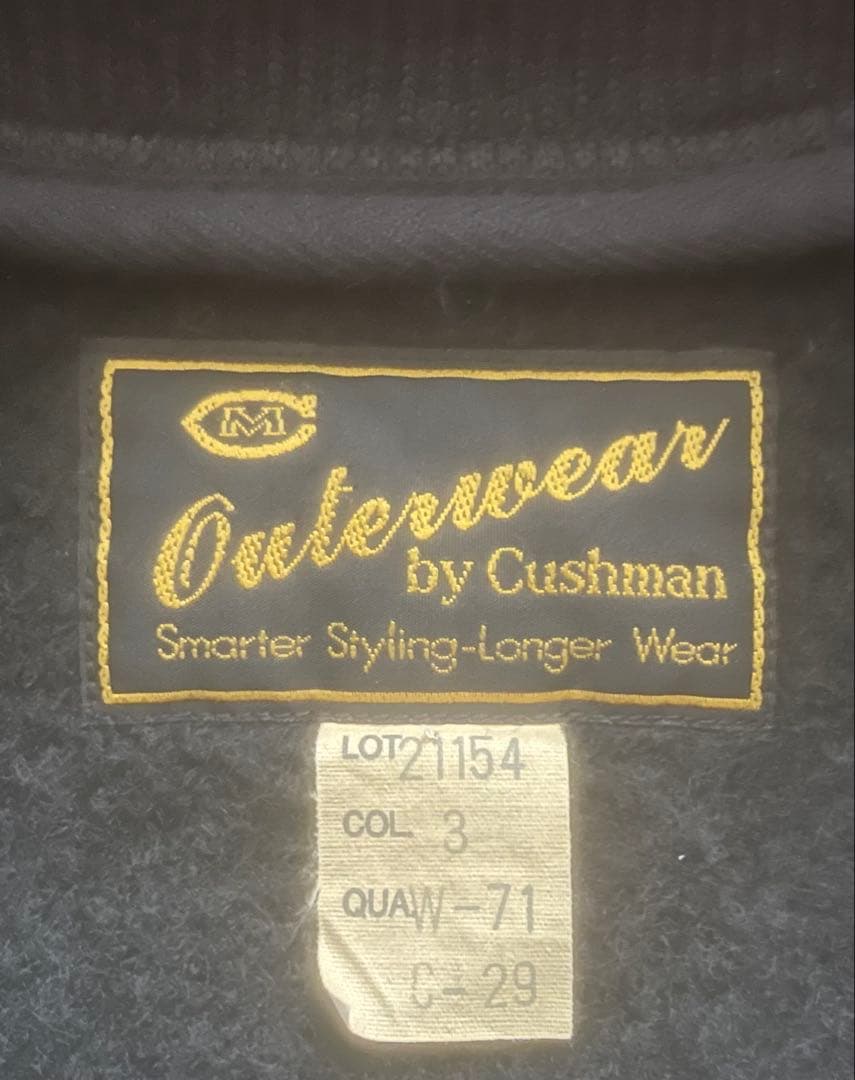 CM
Outerwear
by Cushman
Smarter Styling-Longer Wear
LOT 21154
COL. 3
QUA. W-71
C-29